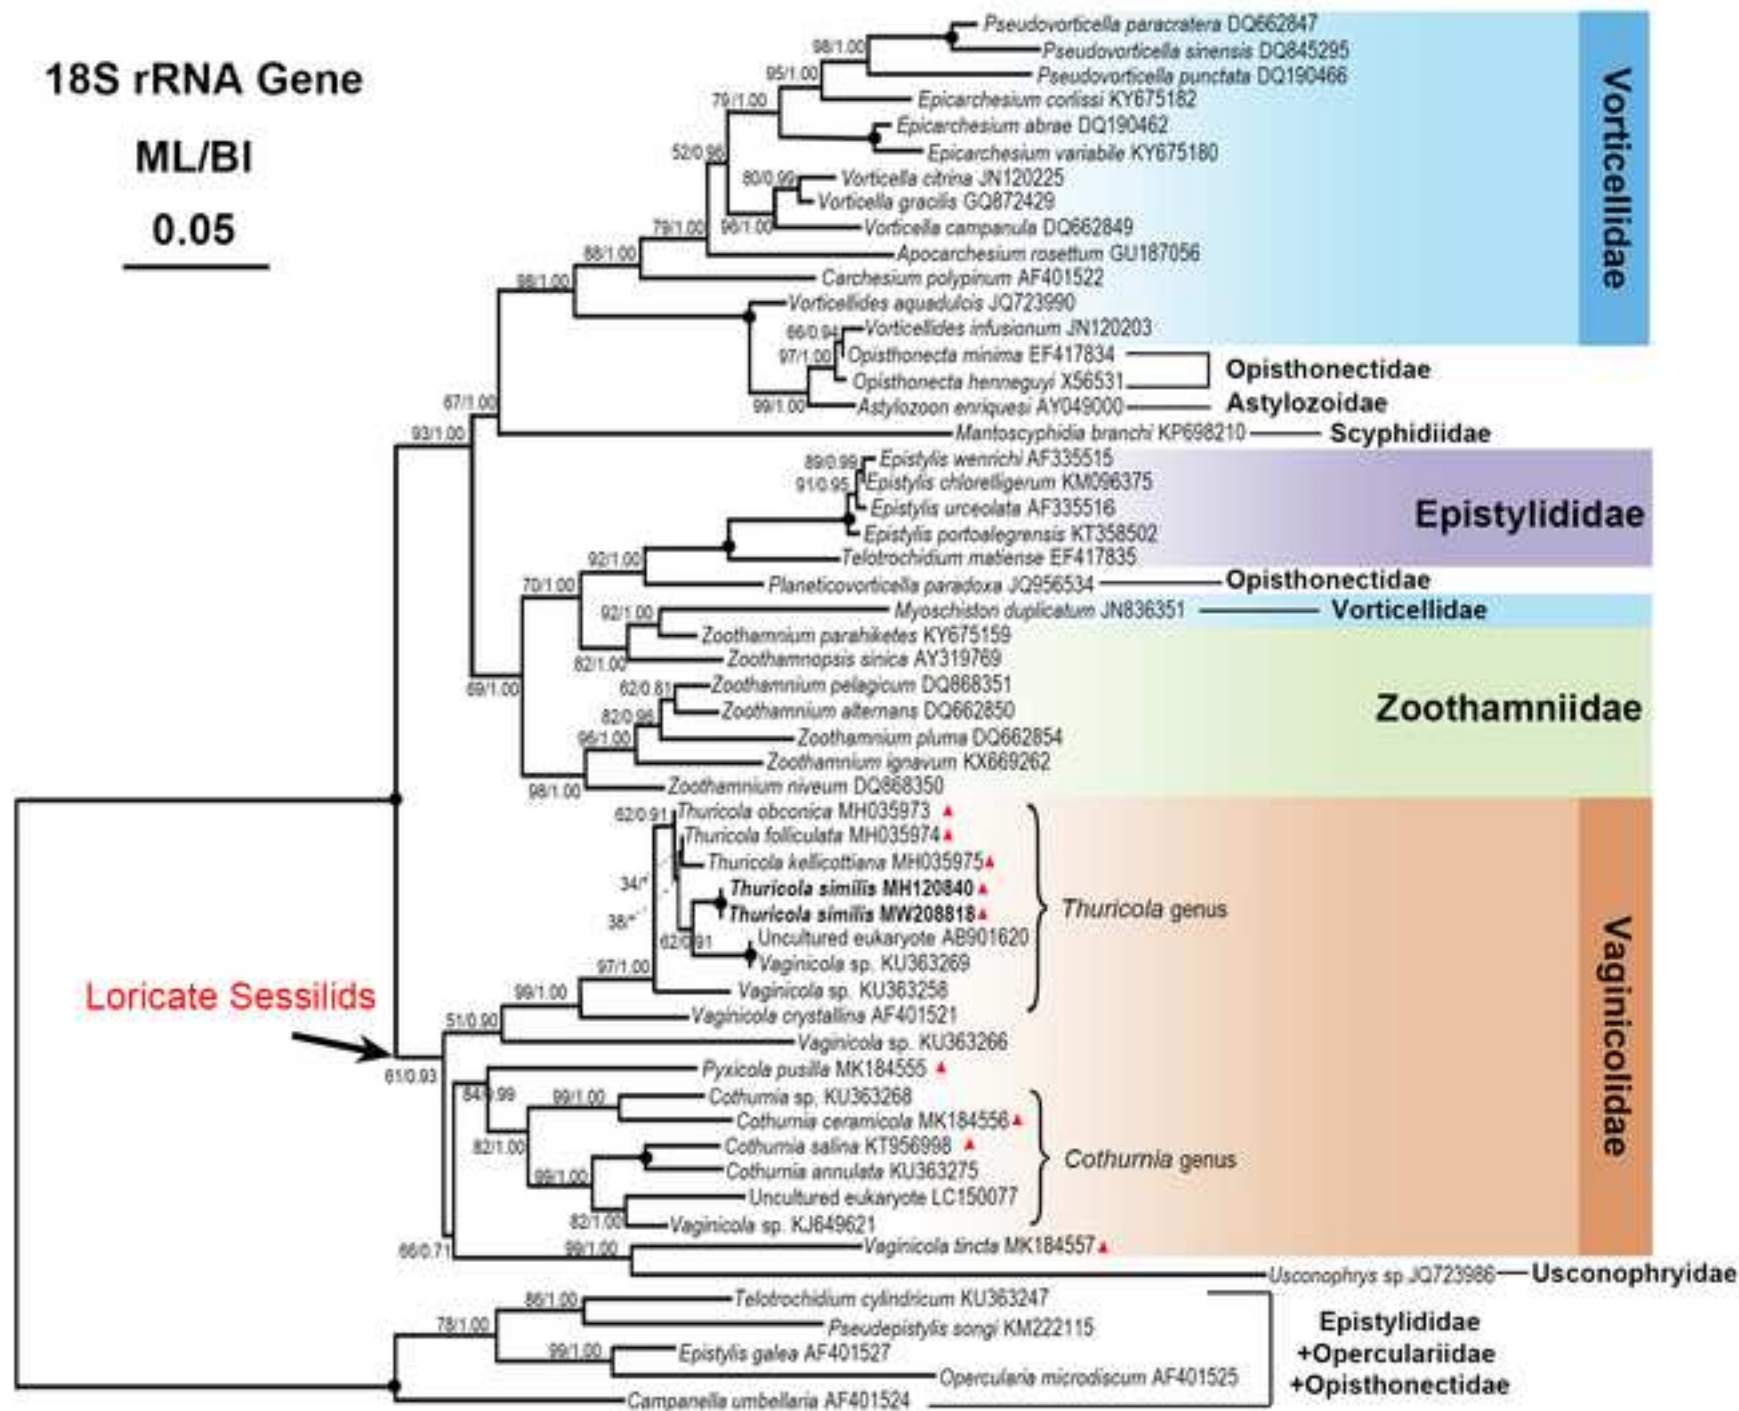 18S rRNA Gene
ML/BI
0.05
Pseudovorticella paracratera DQ662847
Pseudovorticella sinensis DQ845295
98/1.00
Pseudovorticella punctata DQ190466
95/1.00
Epicarchesium corlissi KY675182
79/1.00
Epicarchesium abrae DQ190462
Epicarchesium variabile KY675180
52/0.96
Vorticella citrina JN120225
80/0.99
Vorticella gracilis GQ872429
Vorticella campanula DQ662849
96/1.00
79/1.00
Apocarchesium rosettum GU187056
88/1.00
Carchesium polypinum AF401522
98/1.00
Vorticellides aquadulcis JQ723990
Vorticellides infusionum JN120203
66/0.94
Opisthonecta minima EF417834
97/1.00
Opisthonecta henneguyi X56531
Opisthonectidae
Astylozoon enriquesi AY049000
99/1.00
Astylozoidae
67/1.00
Mantoscyphidia branchi KP698210
Scyphidiidae
93/1.00
Vorticellidae
Epistylis wenrichi AF335515
89/0.99
Epistylis chlorelligerum KM096375
91/0.95
Epistylis urceolata AF335516
Epistylis portoalegrensis KT358502
Telotrochidium matiense EF417835
Epistylididae
92/1.00
Planeticovorticella paradoxa JQ956534
Opisthonectidae
70/1.00
Myoschiston duplicatum JN836351
Vorticellidae
92/1.00
Zoothamnium parahiketes KY675159
Zoothamnopsis sinica AY319769
82/1.00
69/1.00
Zoothamnium pelagicum DQ868351
62/0.81
Zoothamnium alternans DQ662850
82/0.96
Zoothamnium pluma DQ662854
96/1.00
Zoothamnium ignavum KX669262
Zoothamnium niveum DQ868350
98/1.00
Zoothamniidae
Thuricola obconica MH035973
62/0.91
Thuricola folliculata MH035974
Thuricola kellicottiana MH035975
34/*
Thuricola similis MH120840
Thuricola similis MW208818
38/*
Uncultured eukaryote AB901620
62/0.91
Vaginicola sp. KU363269
97/1.00
Vaginicola sp. KU363258
99/1.00
Vaginicola crystallina AF401521
Thuricola genus
51/0.90
Vaginicola sp. KU363266
Loricate Sessilids
61/0.93
Pyxicola pusilla MK184555
84/0.99
Cothurnia sp. KU363268
99/1.00
Cothurnia ceramicola MK184556
82/1.00
Cothurnia salina KT956998
Cothurnia annulata KU363275
99/1.00
Uncultured eukaryote LC150077
82/1.00
Vaginicola sp. KJ649621
Cothurnia genus
Vaginicola tincta MK184557
66/0.71
99/1.00
Vaginicolidae
Usconophrys sp JQ723986
Usconophryidae
Telotrochidium cylindricum KU363247
86/1.00
Pseudepistylis songi KM222115
78/1.00
Epistylis galea AF401527
99/1.00
Opercularia microdiscum AF401525
Campanella umbellaria AF401524
Epistylididae
+Operculariidae
+Opisthonectidae